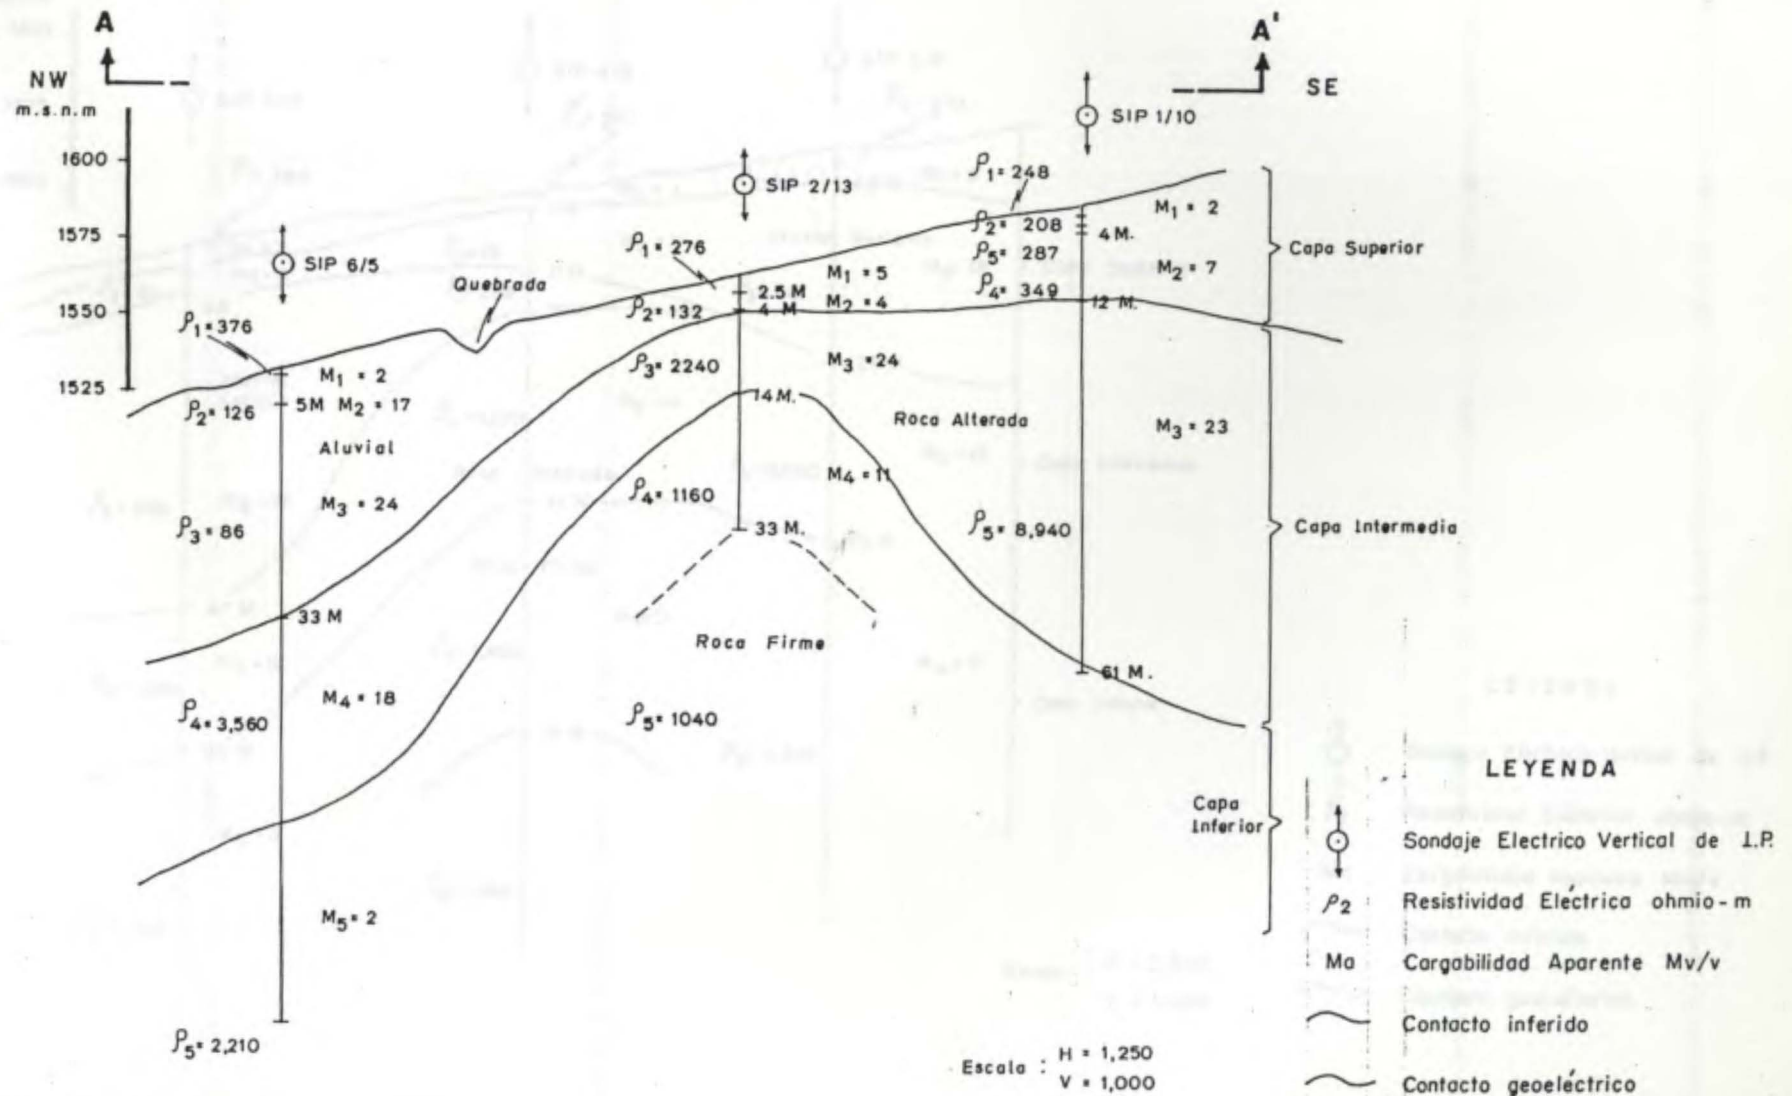 A
A'
NW
SE
m.s.n.m
1600
1575
1550
1525
SIP 6/5
SIP 2/13
SIP 1/10
Quebrada
ρ1 = 376
ρ2 = 126
ρ3 = 86
ρ4 = 3,560
ρ5 = 2,210
M1 = 2
5M M2 = 17
Aluvial
M3 = 24
33 M
M4 = 18
M5 = 2
ρ1 = 276
ρ2 = 132
ρ3 = 2240
ρ4 = 1160
ρ5 = 1040
2.5 M
4 M
14 M.
33 M.
M1 = 5
M2 = 4
M3 = 24
M4 = 11
Roca Alterada
Roca Firme
ρ1 = 248
ρ2 = 208
ρ5 = 287
ρ4 = 349
ρ5 = 8,940
4 M.
12 M.
61 M.
M1 = 2
M2 = 7
M3 = 23
Capa Superior
Capa Intermedia
Capa
Inferior
LEYENDA
Sondaje Electrico Vertical de I.P.
ρ2 Resistividad Eléctrica ohmio-m
Ma Cargabilidad Aparente Mv/v
Contacto inferido
Contacto geoeléctrico
Escala : H = 1,250
V = 1,000